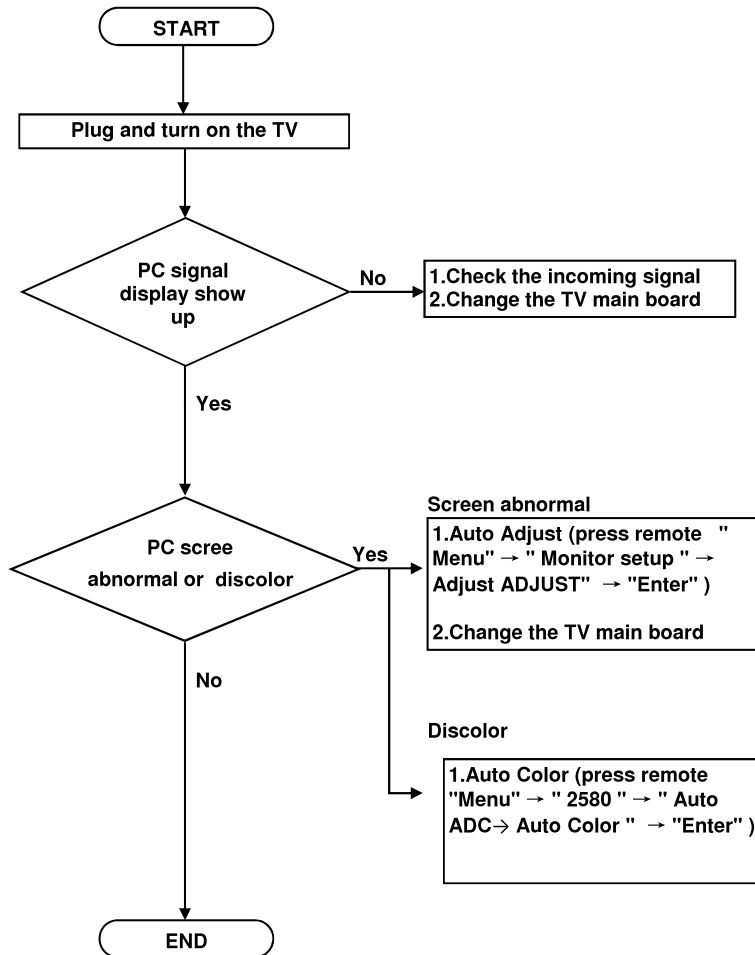 START
Plug and turn on the TV
PC signal
display show
up
No
1.Check the incoming signal
2.Change the TV main board
Yes
Screen abnormal
PC scree
abnormal or discolor
Yes
1.Auto Adjust (press remote "
Menu" → " Monitor setup " →
Adjust ADJUST" → "Enter" )
2.Change the TV main board
No
Discolor
1.Auto Color (press remote
"Menu" → " 2580 " → " Auto
ADC→ Auto Color " → "Enter" )
END